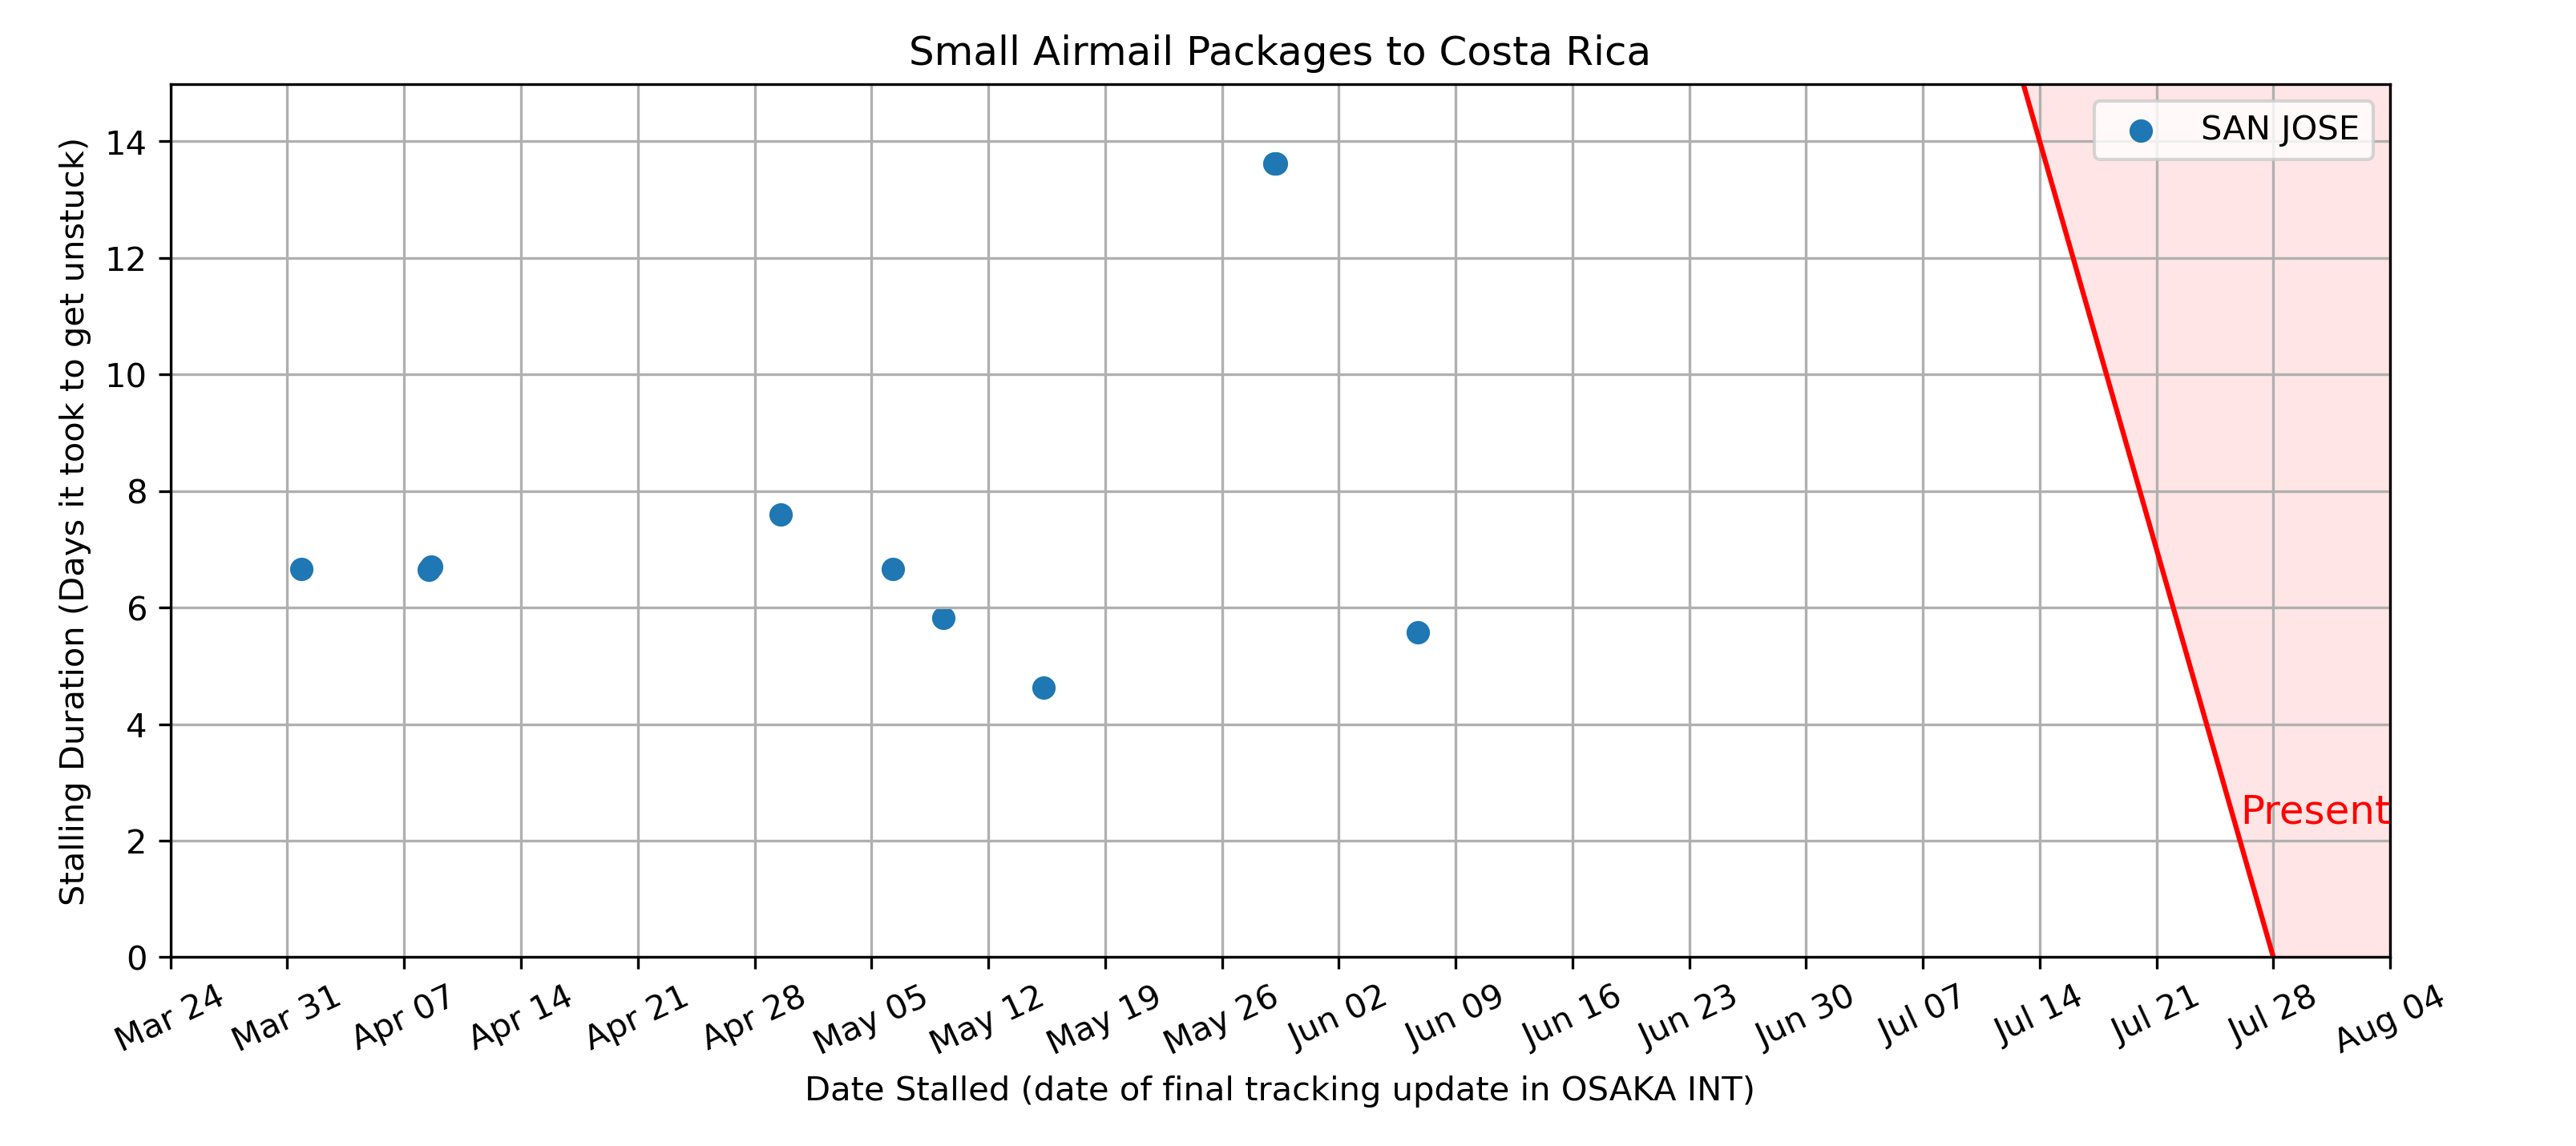 Small Airmail Packages to Costa Rica
SAN JOSE
Stalling Duration (Days it took to get unstuck)
14
12
10
8
6
4
2
0
Present
Mar 24
Mar 31
Apr 07
Apr 14
Apr 21
Apr 28
May 05
May 12
May 19
May 26
Jun 02
Jun 09
Jun 16
Jun 23
Jun 30
Jul 07
Jul 14
Jul 21
Jul 28
Aug 04
Date Stalled (date of final tracking update in OSAKA INT)